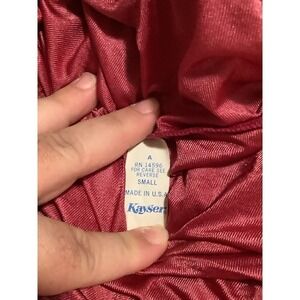 A
RN 14596
FOR CARE SEE
REVERSE
SMALL
MADE IN U.S.A.
Kayser